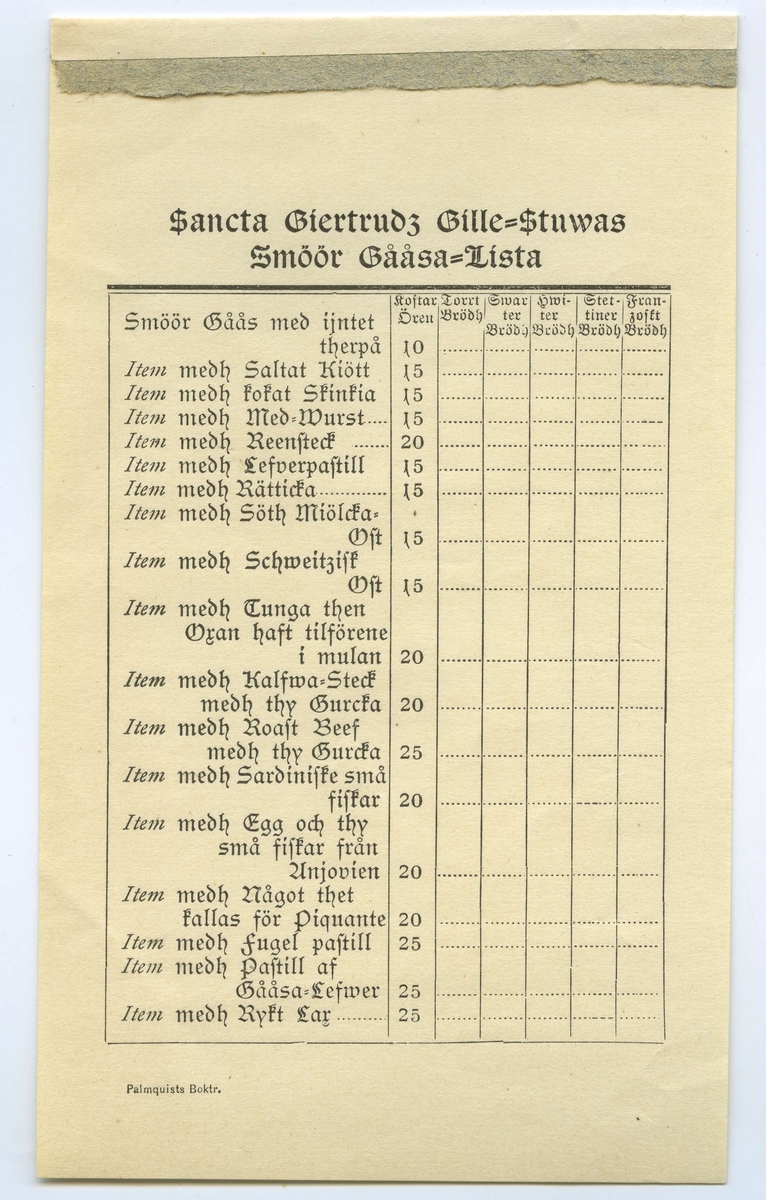 Sancta Giertrudz Gille=Stuwas
Smöör Gååsa=Lista
Kostar Ören | Torrt Brödh | Swarter Brödh | Hwiter Brödh | Stettiner Brödh | Franzoskt Brödh
Smöör Gåås med ijntet
therpå 10
Item medh Saltat Kiött 15
Item medh kokat Skinkia 15
Item medh Med=Wurst 15
Item medh Reensteck 20
Item medh Lefverpastill 15
Item medh Rätticka 15
Item medh Söth Miölcka=
Ost 15
Item medh Schweitzisk
Ost 15
Item medh Tunga then
Oxan haft tilförene
i mulan 20
Item medh Kalfwa=Steck
medh thy Gurcka 20
Item medh Roast Beef
medh thy Gurcka 25
Item medh Sardiniske små
fiskar 20
Item medh Egg och thy
små fiskar från
Anjovien 20
Item medh Något thet
kallas för Piquante 20
Item medh Fugel pastill 25
Item medh Pastill af
Gååsa=Lefwer 25
Item medh Rykt Lax 25
Palmquists Boktr.